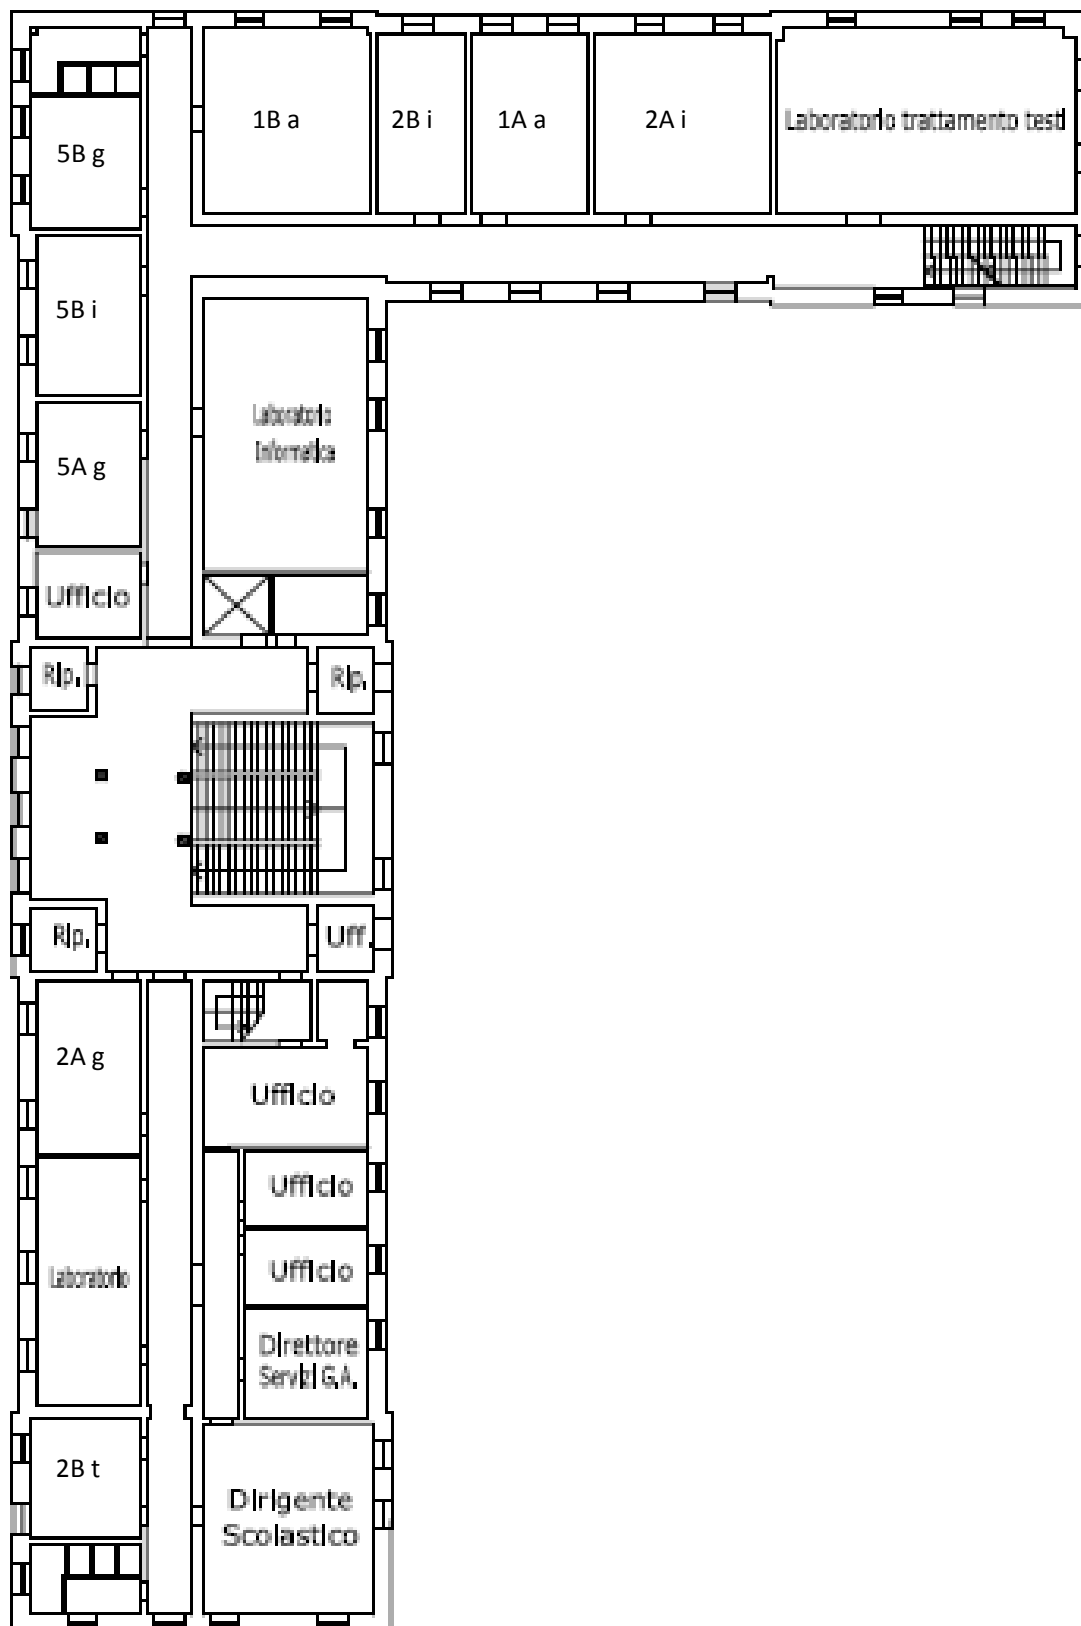 1B a
2B i
1A a
2A i
Laboratorio trattamento testi
5B g
5B i
Laboratorio
Informatica
5A g
Ufficio
Rip.
Rip.
Rip.
Uff.
2A g
Ufficio
Ufficio
Laboratorio
Ufficio
Direttore
Servizi G.A.
2B t
Dirigente
Scolastico